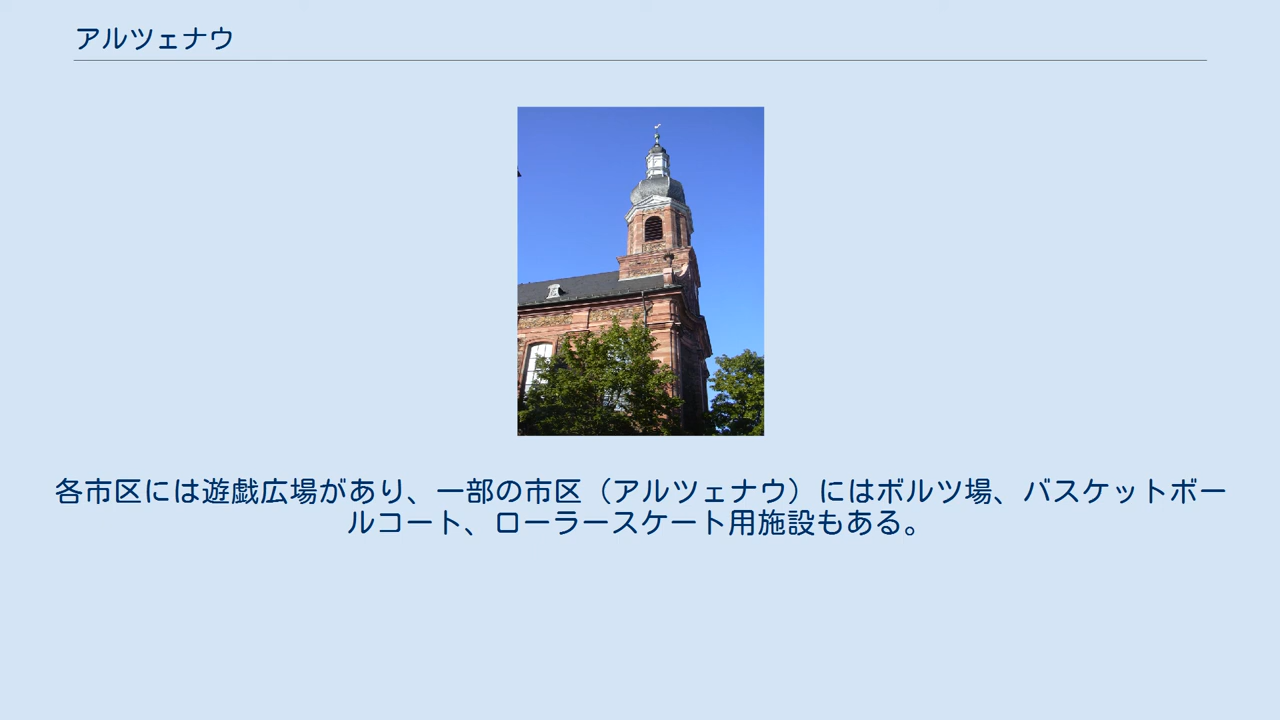 アルツェナウ
各市区には遊戯広場があり、一部の市区（アルツェナウ）にはボルツ場、バスケットボー
ルコート、ローラースケート用施設もある。